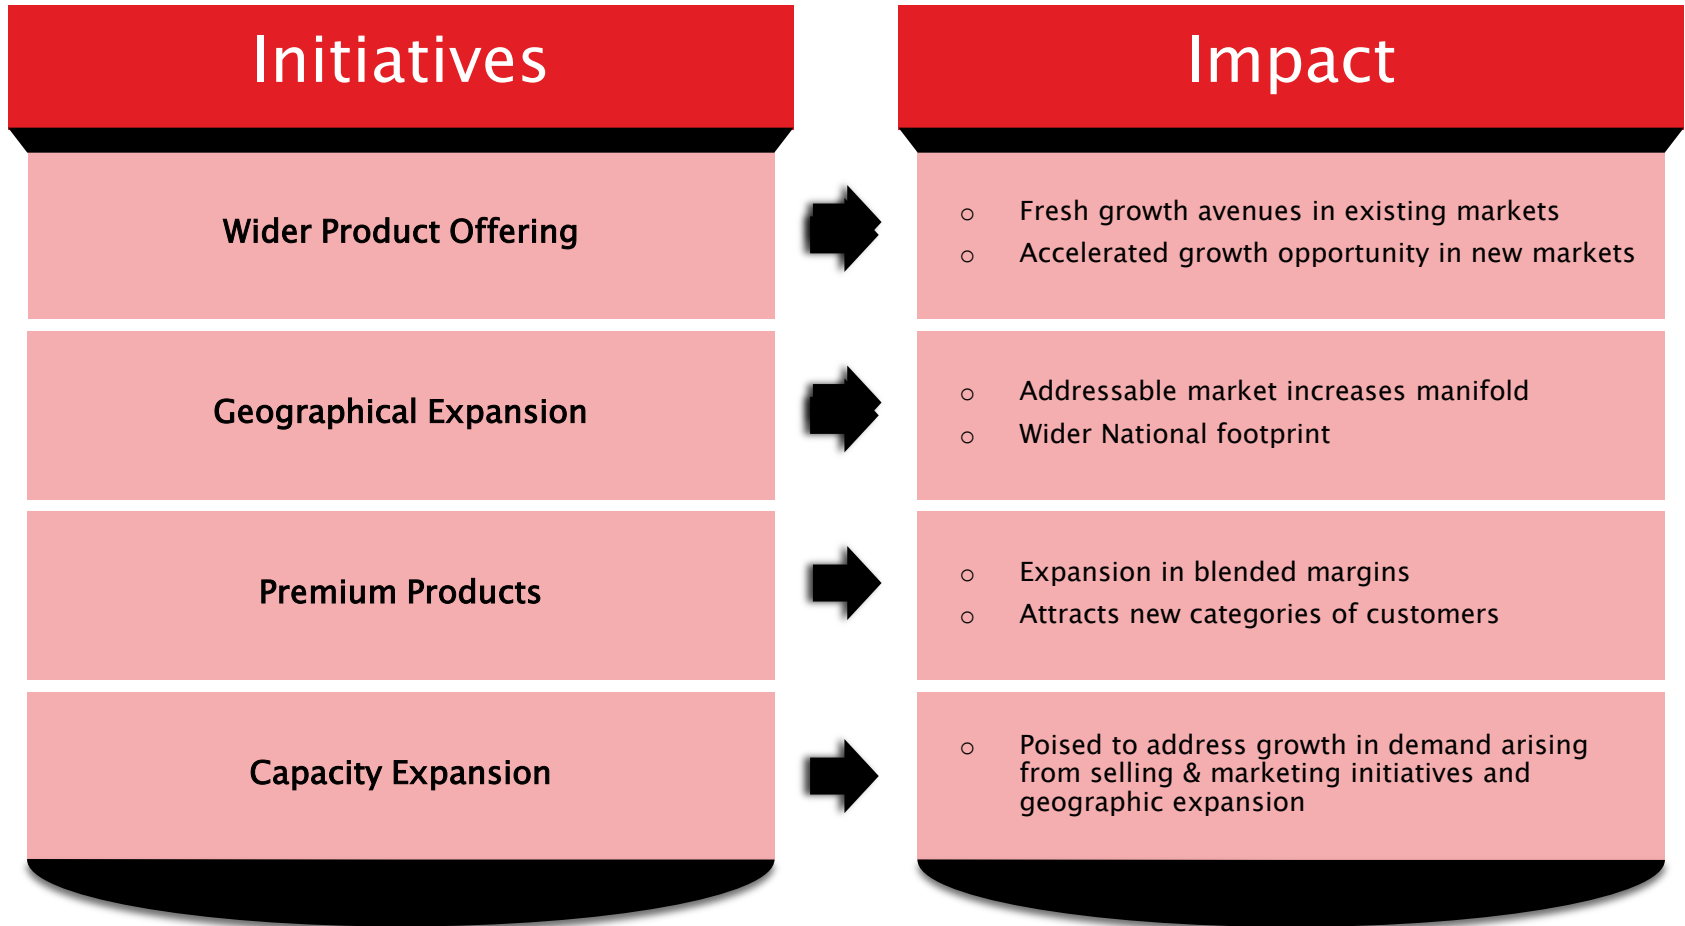 Initiatives
Impact
Wider Product Offering
○ Fresh growth avenues in existing markets
○ Accelerated growth opportunity in new markets
Geographical Expansion
○ Addressable market increases manifold
○ Wider National footprint
Premium Products
○ Expansion in blended margins
○ Attracts new categories of customers
Capacity Expansion
○ Poised to address growth in demand arising
from selling & marketing initiatives and
geographic expansion